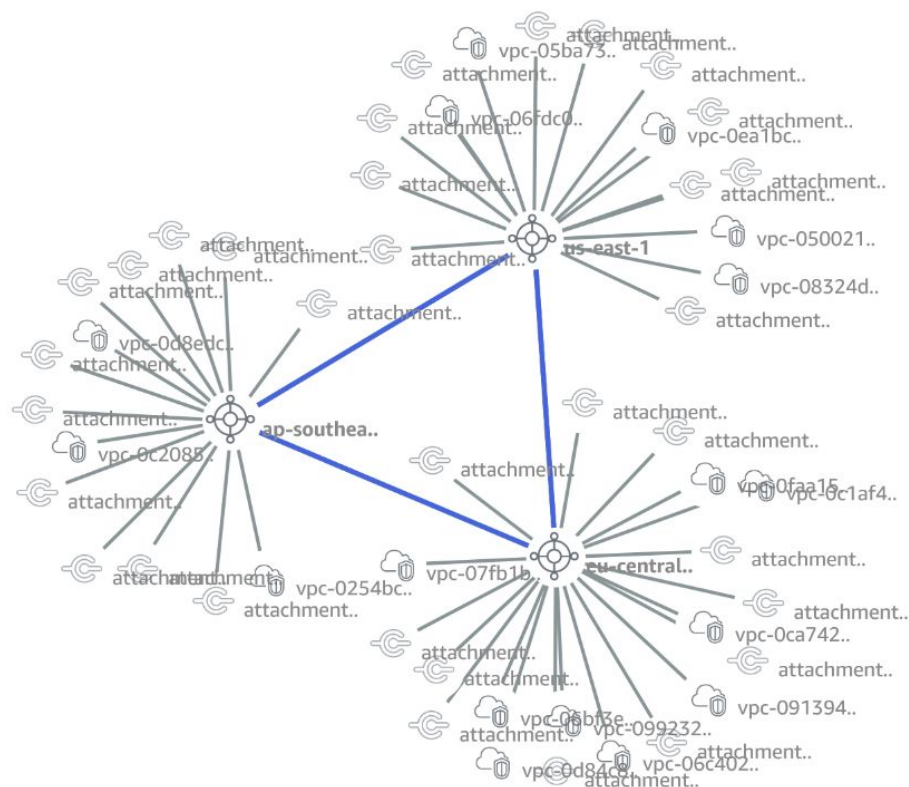 attachment..
attachment..
vpc-05ba73..
attachment..
attachment..
vpc-06fdc0..
attachment..
attachment..
vpc-0ea1bc..
attachment..
attachment..
attachment..
vpc-050021..
us-east-1
attachment..
vpc-08324d..
attachment..
attachment..
attachment..
attachment..
attachment..
attachment..
vpc-0d8edc..
attachment..
attachment..
ap-southea..
vpc-0c2085..
attachment..
attachment..
attachment..
vpc-0254bc..
attachment..
attachment..
attachment..
attachment..
vpc-0faa15..
vpc-0c1af4..
attachment..
eu-central..
vpc-07fb1b..
attachment..
vpc-0ca742..
attachment..
attachment..
attachment..
vpc-091394..
vpc-06bf3e..
vpc-099232..
attachment..
attachment..
vpc-06c402..
attachment..